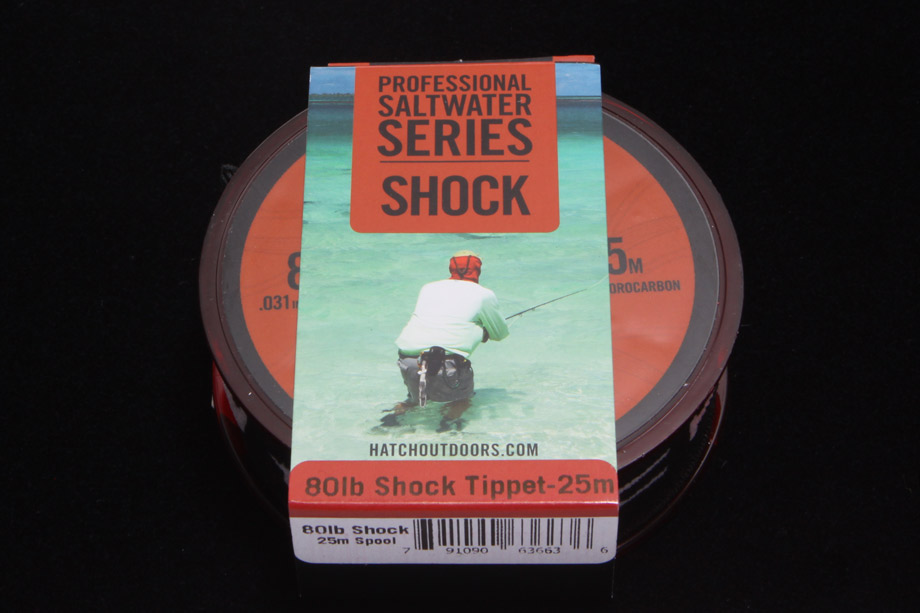 PROFESSIONAL
SALTWATER
SERIES
SHOCK
8
.031
5M
OROCARBON
HATCHOUTDOORS.COM
80lb Shock Tippet-25m
80lb Shock
25m Spool
7 91090 63663 6